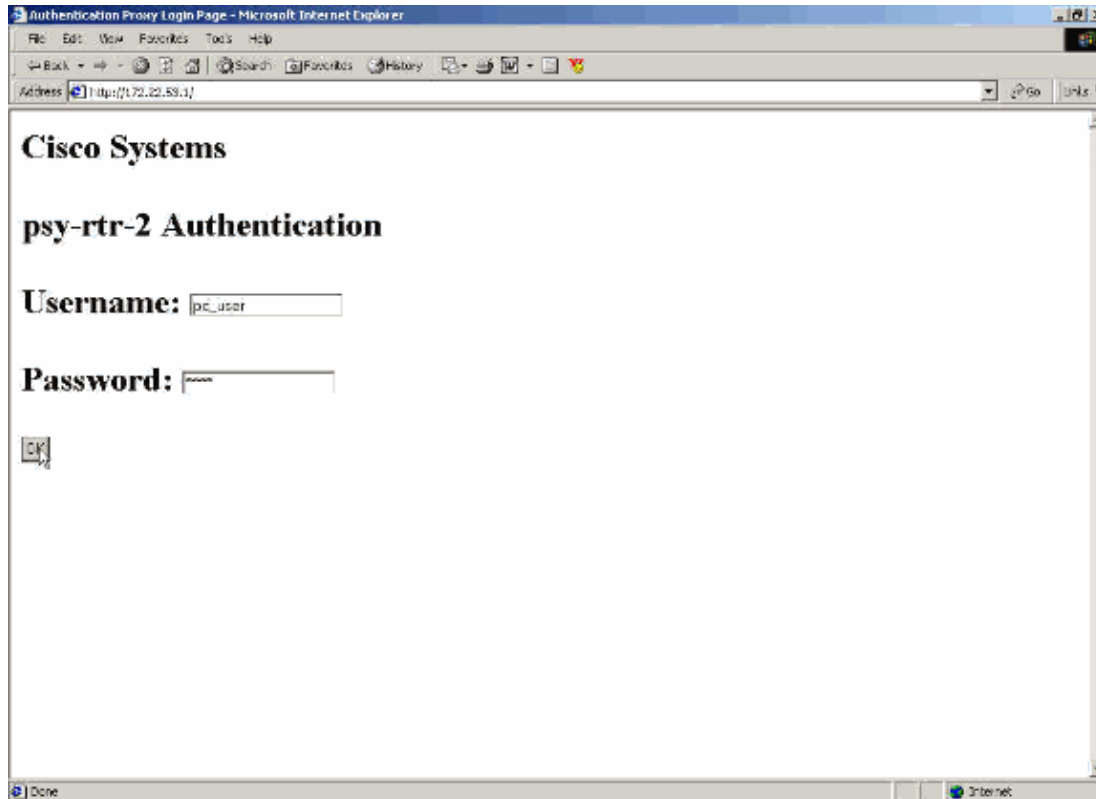 Authentication Proxy Login Page - Microsoft Internet Explorer
File Edit View Favorites Tools Help
Back Search Favorites History
Address http://172.22.53.1/ Go Links
Cisco Systems
psy-rtr-2 Authentication
Username: pc_user
Password:
OK
Done Internet